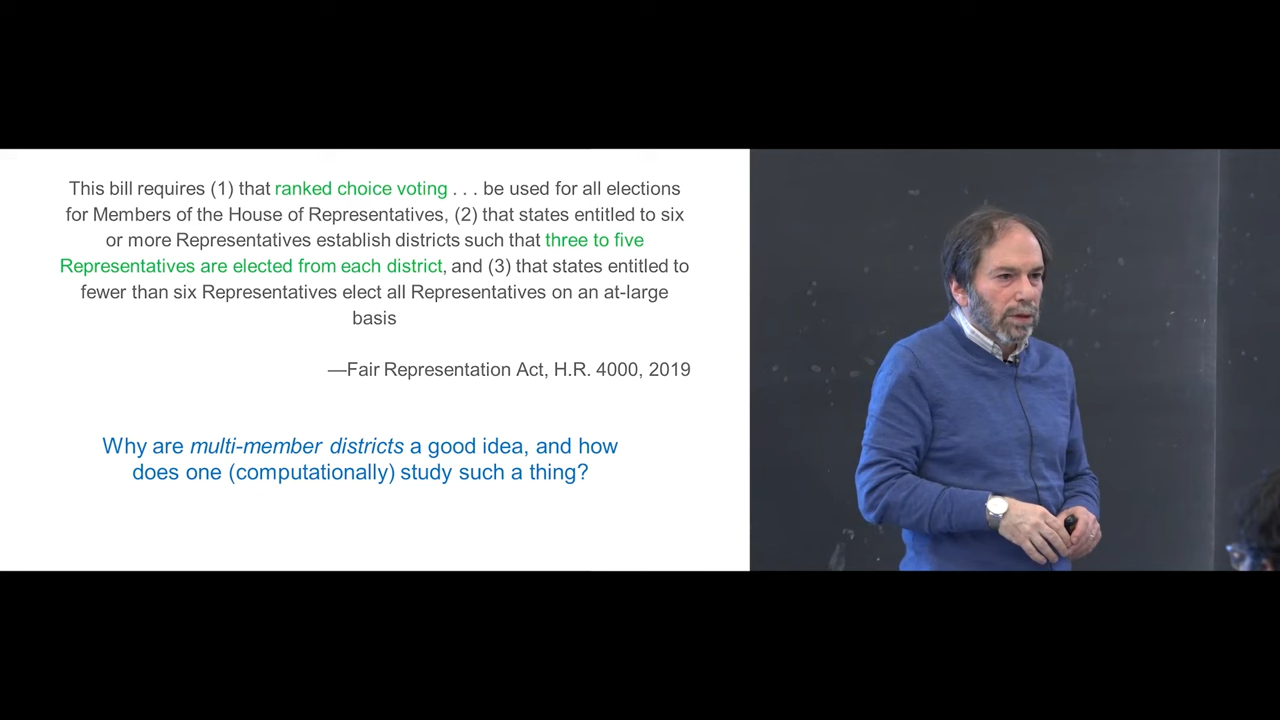 This bill requires (1) that ranked choice voting . . . be used for all elections
for Members of the House of Representatives, (2) that states entitled to six
or more Representatives establish districts such that three to five
Representatives are elected from each district, and (3) that states entitled to
fewer than six Representatives elect all Representatives on an at-large
basis
—Fair Representation Act, H.R. 4000, 2019
Why are multi-member districts a good idea, and how
does one (computationally) study such a thing?